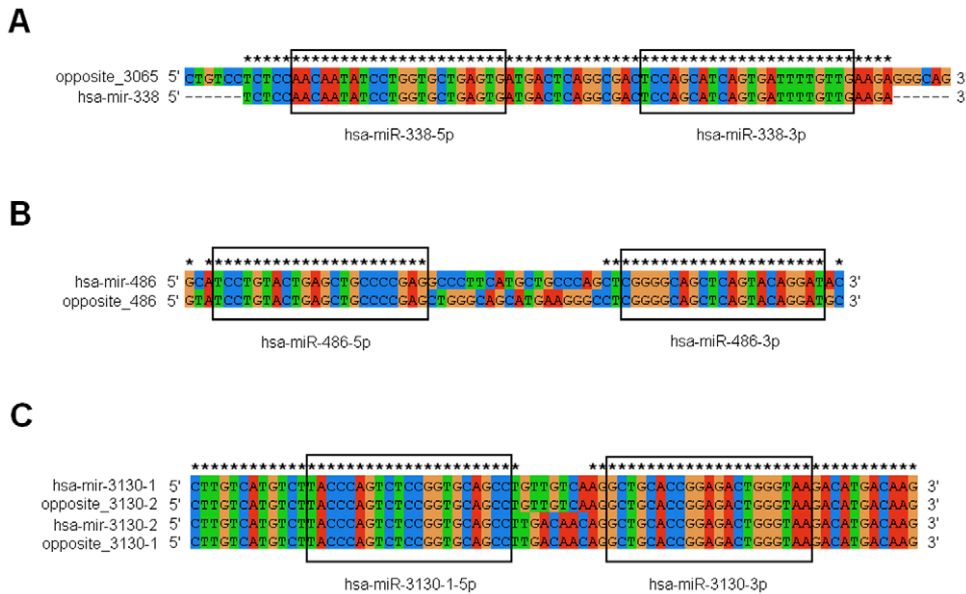 A
*******************************************************************
opposite_3065 5' CTGTCCTCTCCAACAATATCCTGGTGCTGAGTGATGACTCAGGCGACTCCAGCATCAGTGATTTTGTTGAAGAGGGCAG 3
hsa-mir-338 5' ------TCTCCAACAATATCCTGGTGCTGAGTGATGACTCAGGCGACTCCAGCATCAGTGATTTTGTTGAAGA------ 3
hsa-miR-338-5p hsa-miR-338-3p
B
* *********************** *********************** *
hsa-mir-486 5' GCATCCTGTACTGAGCTGCCCCGAGGCCCTTCATGCTGCCCAGCTCGGGGCAGCTCAGTACAGGATAC 3'
opposite_486 5' GTATCCTGTACTGAGCTGCCCCGAGCTGGGCAGCATGAAGGGCCTCGGGGCAGCTCAGTACAGGATGC 3'
hsa-miR-486-5p hsa-miR-486-3p
C
********************************** **********************************
hsa-mir-3130-1 5' CTTGTCATGTCTTACCCAGTCTCCGGTGCAGCCTGTTGTCAAGGCTGCACCGGAGACTGGGTAAGACATGACAAG 3'
opposite_3130-2 5' CTTGTCATGTCTTACCCAGTCTCCGGTGCAGCCTGTTGTCAAGGCTGCACCGGAGACTGGGTAAGACATGACAAG 3'
hsa-mir-3130-2 5' CTTGTCATGTCTTACCCAGTCTCCGGTGCAGCCTTGACAACAGGCTGCACCGGAGACTGGGTAAGACATGACAAG 3'
opposite_3130-1 5' CTTGTCATGTCTTACCCAGTCTCCGGTGCAGCCTTGACAACAGGCTGCACCGGAGACTGGGTAAGACATGACAAG 3'
hsa-miR-3130-1-5p hsa-miR-3130-3p